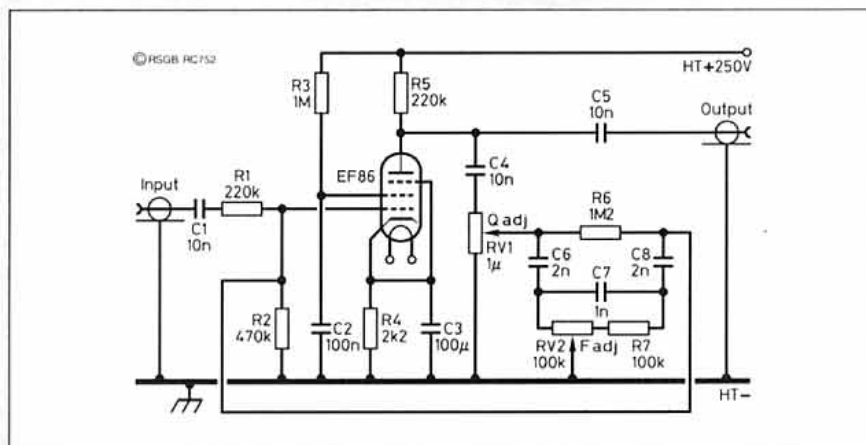 © RSGB RC752
HT+250V
R3
1M
R5
220k
C5
10n
Output
Input
R1
220k
EF86
C4
10n
R6
1M2
C1
10n
Q adj
RV1
1μ
C6
2n
C8
2n
C7
1n
R2
470k
C2
100n
R4
2k2
C3
100μ
RV2
100k
F adj
R7
100k
HT−